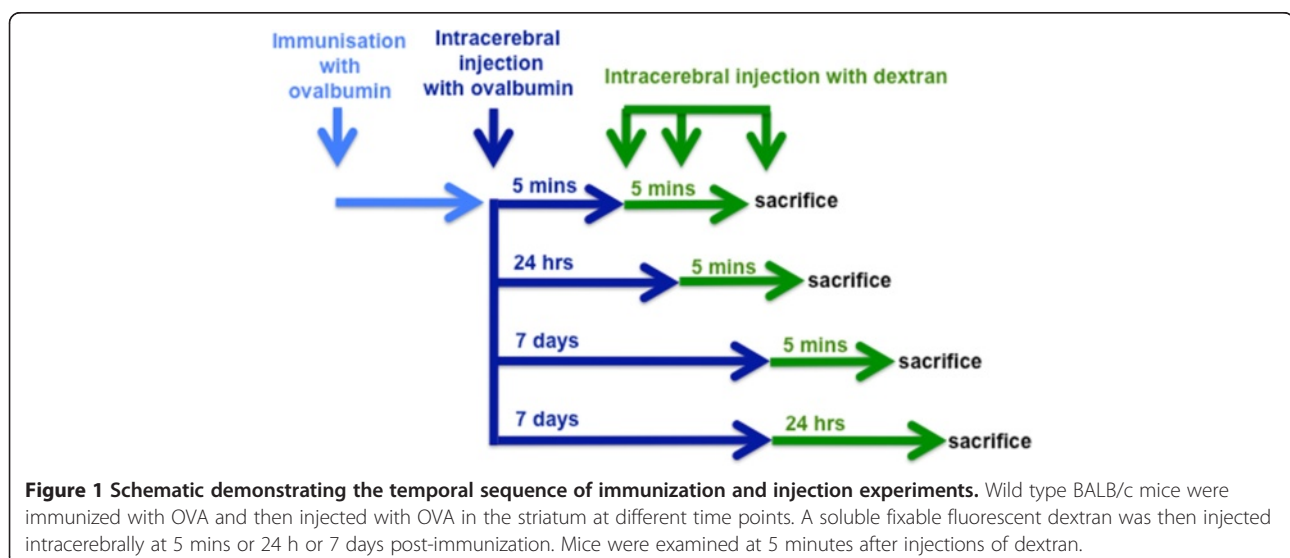 Immunisation
with
ovalbumin
Intracerebral
injection
with ovalbumin
Intracerebral injection with dextran
5 mins
5 mins
sacrifice
24 hrs
5 mins
sacrifice
7 days
5 mins
sacrifice
7 days
24 hrs
sacrifice
Figure 1 Schematic demonstrating the temporal sequence of immunization and injection experiments. Wild type BALB/c mice were
immunized with OVA and then injected with OVA in the striatum at different time points. A soluble fixable fluorescent dextran was then injected
intracerebrally at 5 mins or 24 h or 7 days post-immunization. Mice were examined at 5 minutes after injections of dextran.